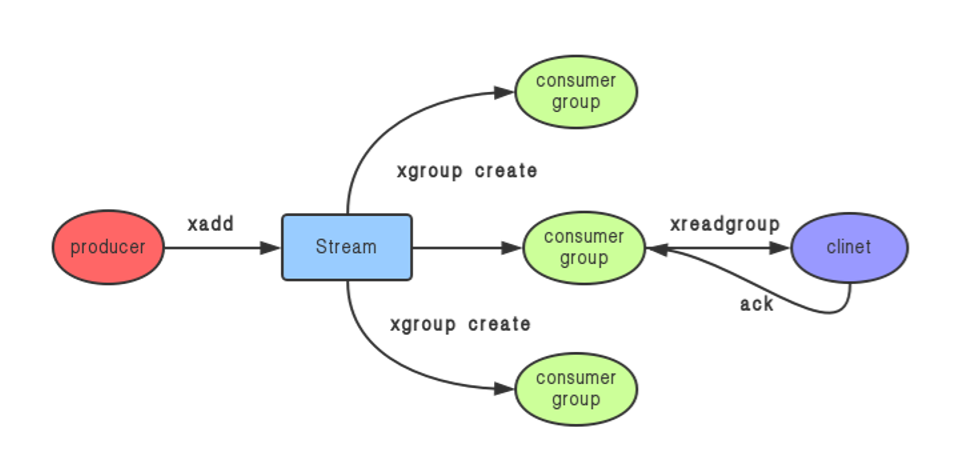 consumer
group
xgroup create
xadd
producer
Stream
consumer
group
xreadgroup
clinet
ack
xgroup create
consumer
group